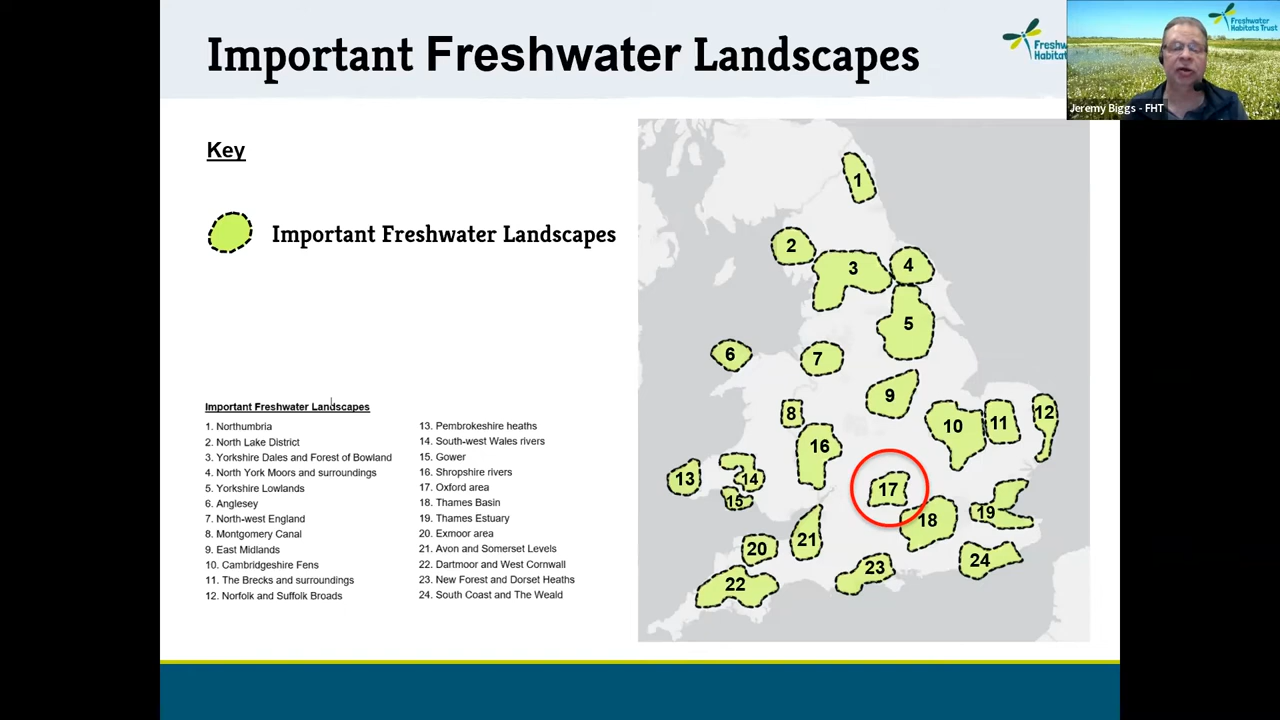 Important Freshwater Landscapes
Freshwater
Habitats Trust
Jeremy Biggs - FHT
Key
Important Freshwater Landscapes
Important Freshwater Landscapes
1. Northumbria
2. North Lake District
3. Yorkshire Dales and Forest of Bowland
4. North York Moors and surroundings
5. Yorkshire Lowlands
6. Anglesey
7. North-west England
8. Montgomery Canal
9. East Midlands
10. Cambridgeshire Fens
11. The Brecks and surroundings
12. Norfolk and Suffolk Broads
13. Pembrokeshire heaths
14. South-west Wales rivers
15. Gower
16. Shropshire rivers
17. Oxford area
18. Thames Basin
19. Thames Estuary
20. Exmoor area
21. Avon and Somerset Levels
22. Dartmoor and West Cornwall
23. New Forest and Dorset Heaths
24. South Coast and The Weald
1
2
3
4
5
6
7
8
9
10
11
12
13
14
15
16
17
18
19
20
21
22
23
24